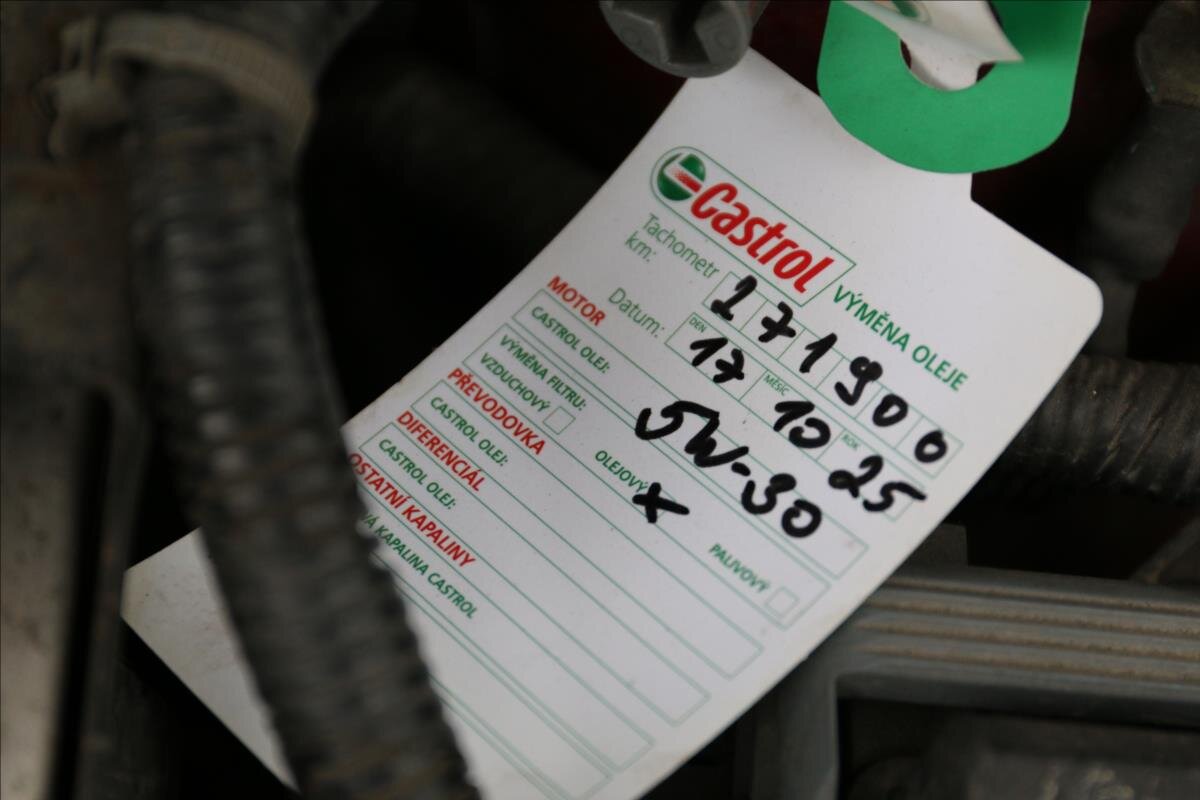 Castrol VÝMĚNA OLEJE
Tachometr km: 271900
DEN MĚSÍC ROK
Datum: 17 10 25
MOTOR
CASTROL OLEJ: 5W-30
VÝMĚNA FILTRU:
VZDUCHOVÝ OLEJOVÝ x PALIVOVÝ
PŘEVODOVKA
CASTROL OLEJ:
DIFERENCIÁL
CASTROL OLEJ:
OSTATNÍ KAPALINY
KAPALINA CASTROL